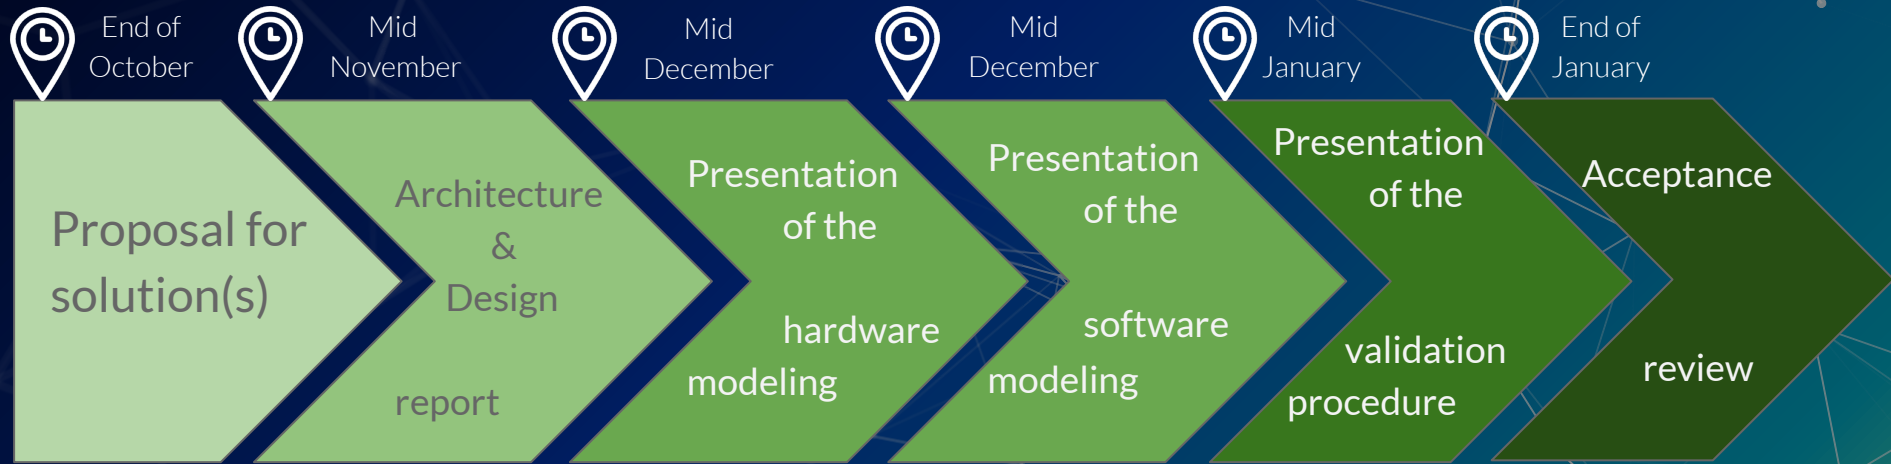 End of
October
Mid
November
Mid
December
Mid
December
Mid
January
End of
January
Proposal for
solution(s)
Architecture
&
Design
report
Presentation
of the
hardware
modeling
Presentation
of the
software
modeling
Presentation
of the
validation
procedure
Acceptance
review